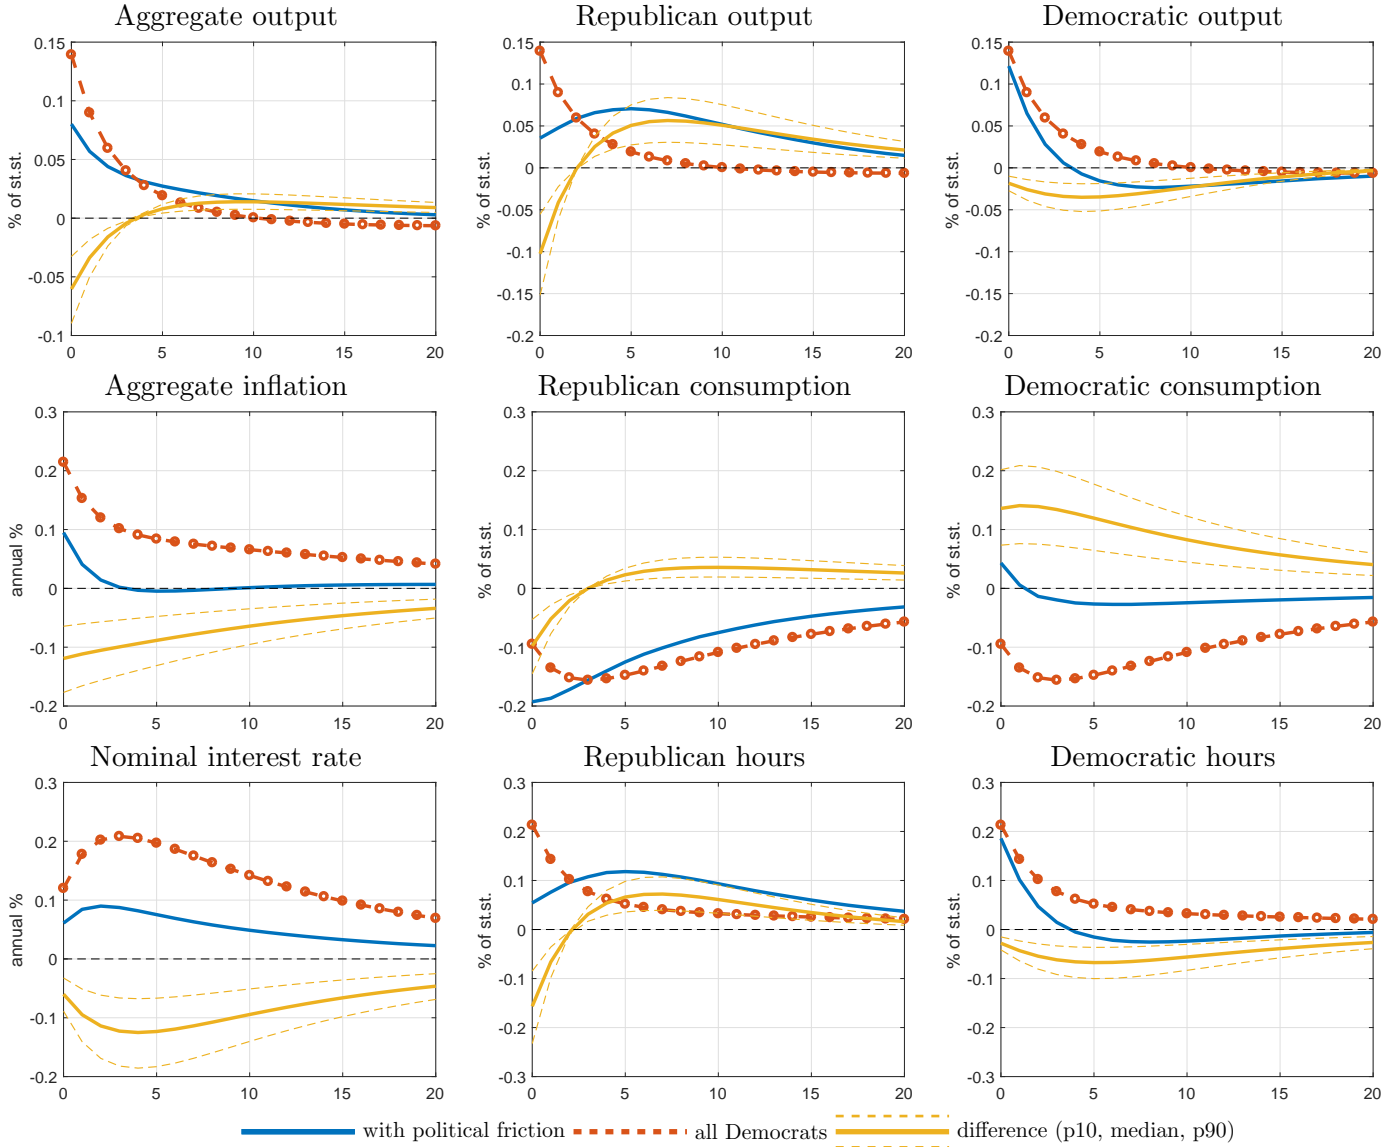 Aggregate output
Republican output
Democratic output
% of st.st.
0.15
0.1
0.05
0
-0.05
-0.1
0 5 10 15 20
% of st.st.
0.15
0.1
0.05
0
-0.05
-0.1
-0.15
-0.2
0 5 10 15 20
% of st.st.
0.15
0.1
0.05
0
-0.05
-0.1
-0.15
-0.2
0 5 10 15 20
Aggregate inflation
Republican consumption
Democratic consumption
annual %
0.3
0.2
0.1
0
-0.1
-0.2
0 5 10 15 20
% of st.st.
0.3
0.2
0.1
0
-0.1
-0.2
0 5 10 15 20
% of st.st.
0.3
0.2
0.1
0
-0.1
-0.2
0 5 10 15 20
Nominal interest rate
Republican hours
Democratic hours
annual %
0.3
0.2
0.1
0
-0.1
-0.2
0 5 10 15 20
% of st.st.
0.3
0.2
0.1
0
-0.1
-0.2
-0.3
0 5 10 15 20
% of st.st.
0.3
0.2
0.1
0
-0.1
-0.2
-0.3
0 5 10 15 20
with political friction all Democrats difference (p10, median, p90)